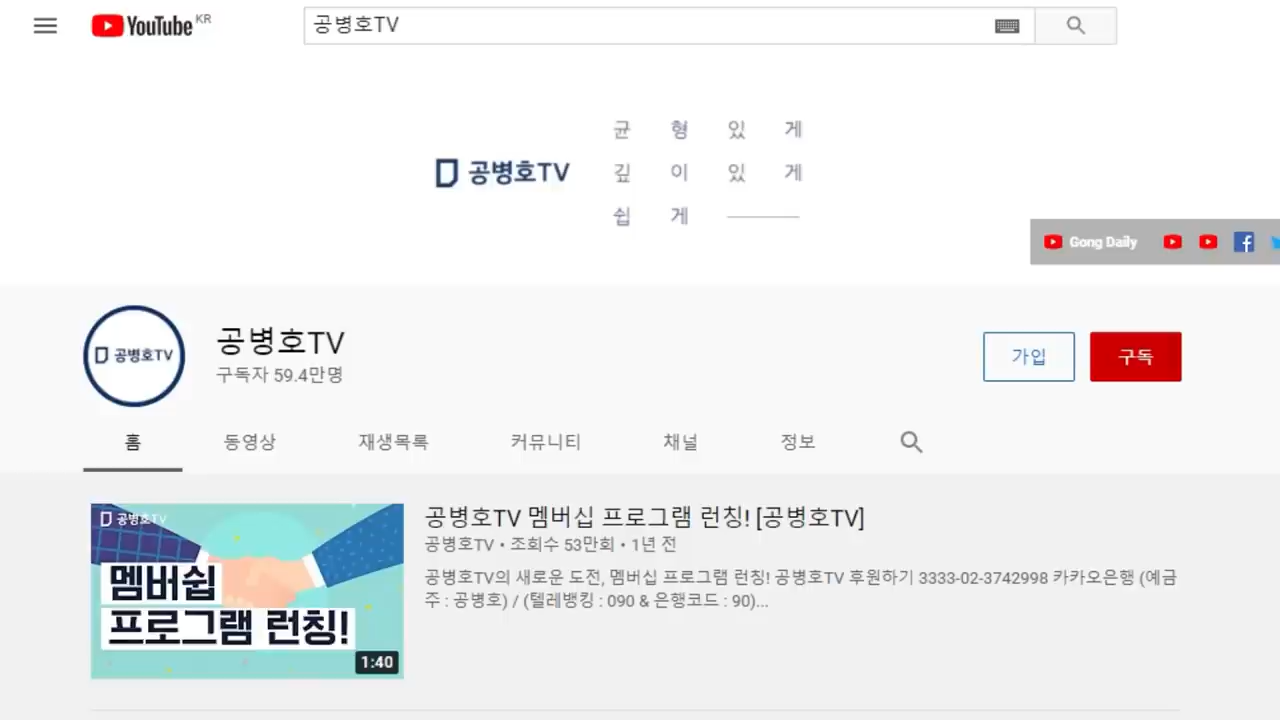 YouTube KR
공병호TV
균 형 있 게
공병호TV
깊 이 있 게
쉽 게
Gong Daily
공병호TV
공병호TV
구독자 59.4만명
가입
구독
홈 동영상 재생목록 커뮤니티 채널 정보
공병호TV
멤버쉽
프로그램 런칭!
1:40
공병호TV 멤버십 프로그램 런칭! [공병호TV]
공병호TV • 조회수 53만회 • 1년 전
공병호TV의 새로운 도전, 멤버십 프로그램 런칭! 공병호TV 후원하기 3333-02-3742998 카카오은행 (예금
주 : 공병호) / (텔레뱅킹 : 090 & 은행코드 : 90)...